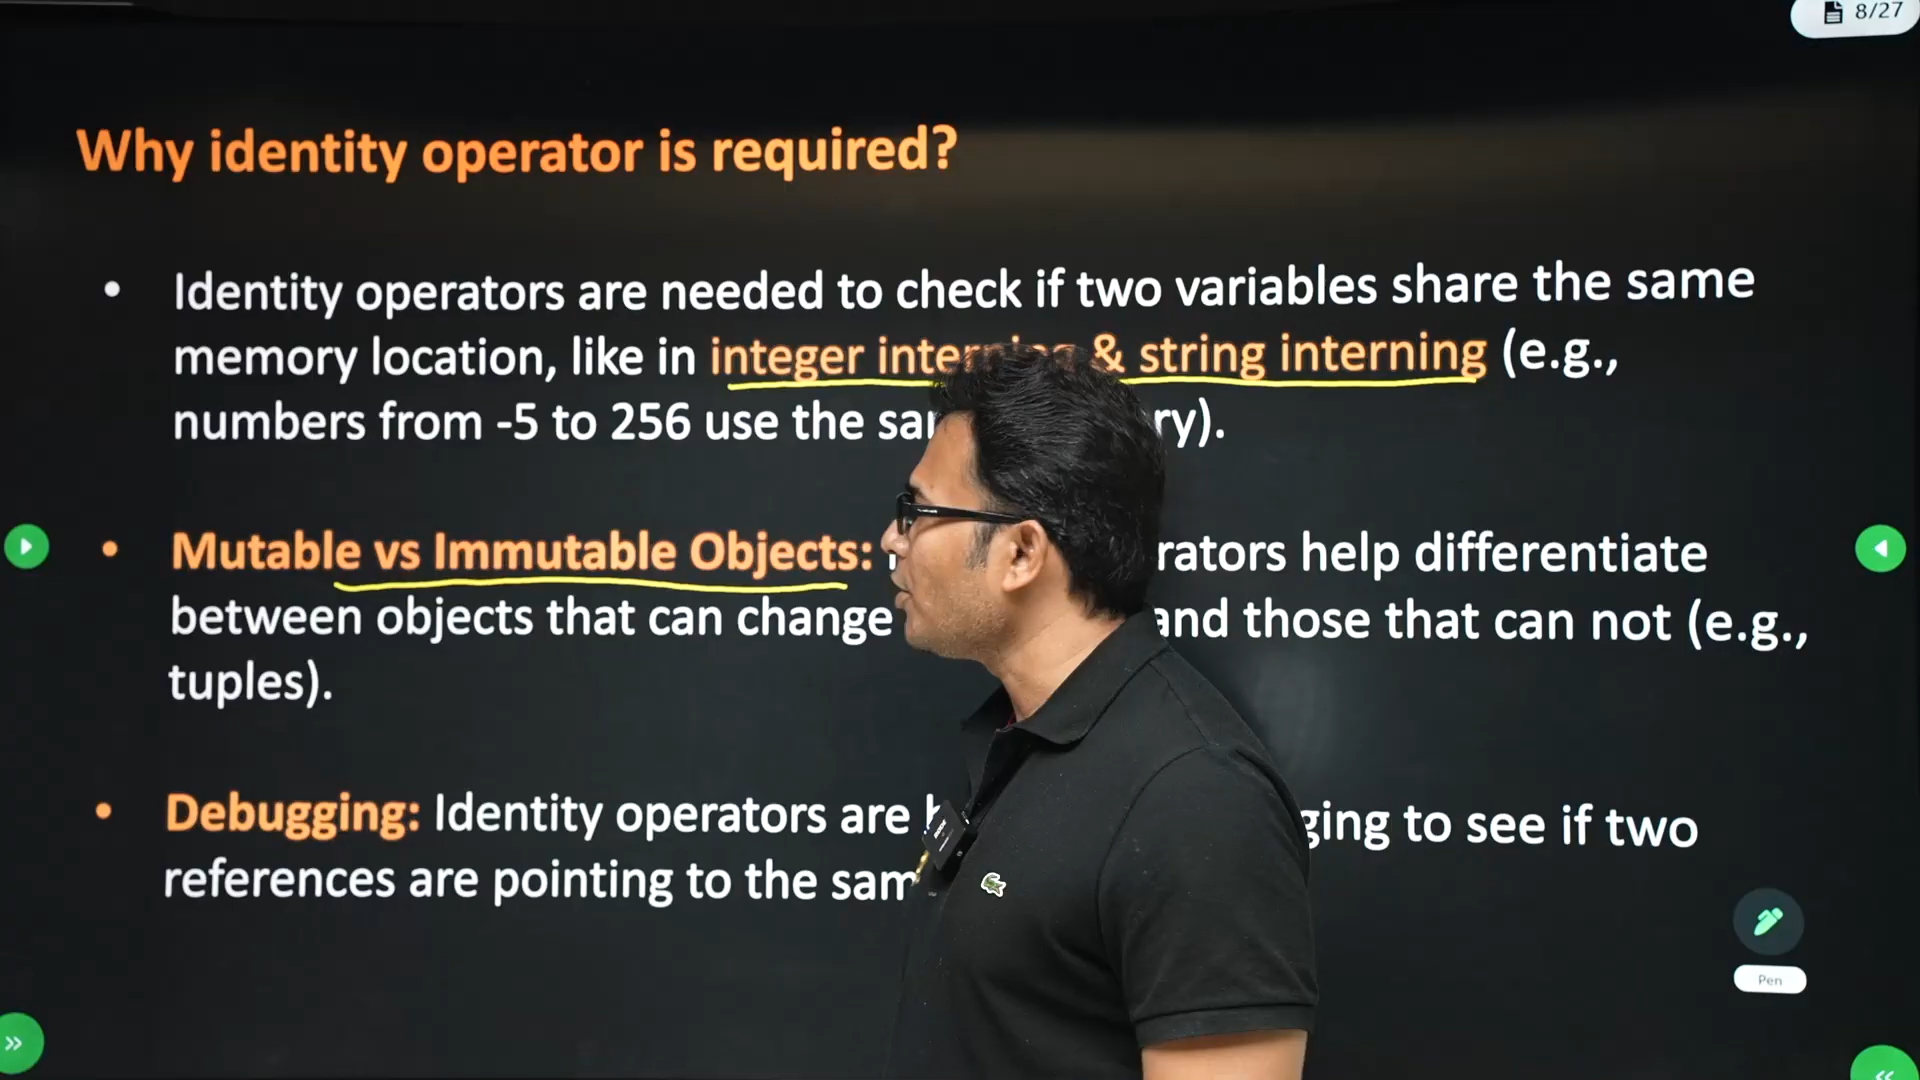 8/27
Why identity operator is required?
• Identity operators are needed to check if two variables share the same
memory location, like in integer interning & string interning (e.g.,
numbers from -5 to 256 use the ry).
• Mutable vs Immutable Objects: rators help differentiate
between objects that can change and those that can not (e.g.,
tuples).
• Debugging: Identity operators are ging to see if two
references are pointing to the sam
Pen